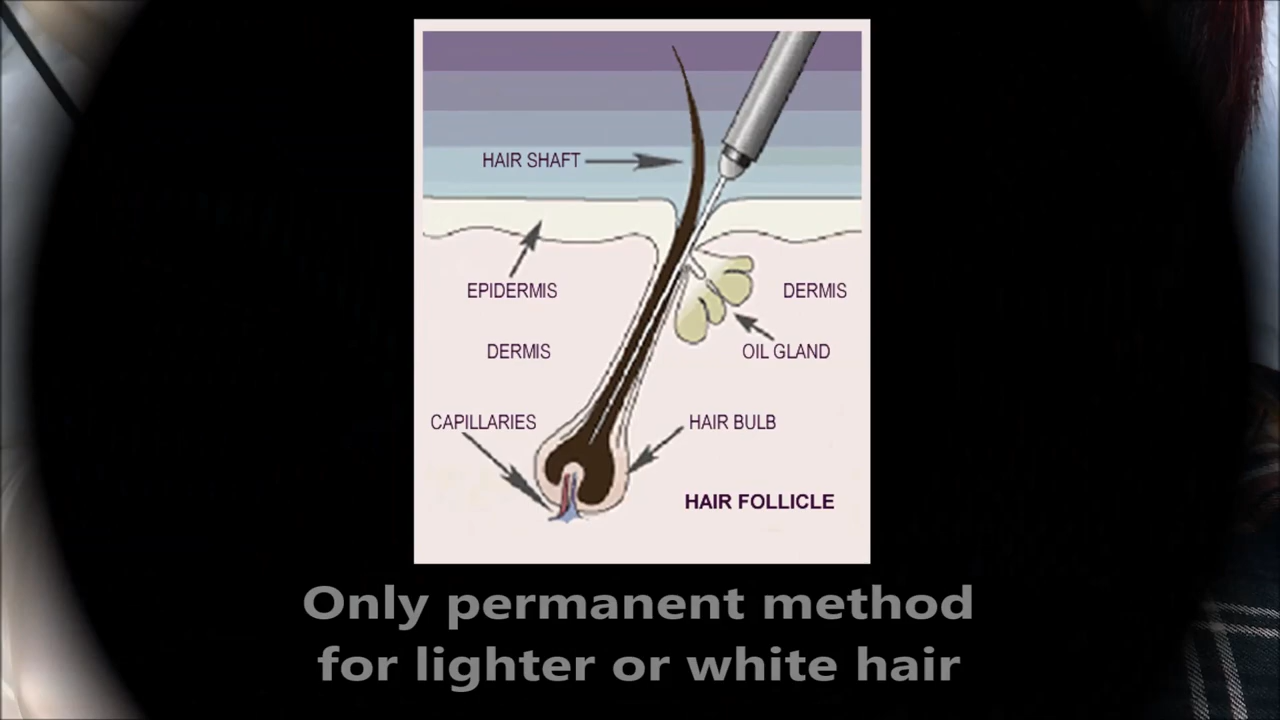 HAIR SHAFT
EPIDERMIS
DERMIS
DERMIS
OIL GLAND
CAPILLARIES
HAIR BULB
HAIR FOLLICLE
Only permanent method
for lighter or white hair